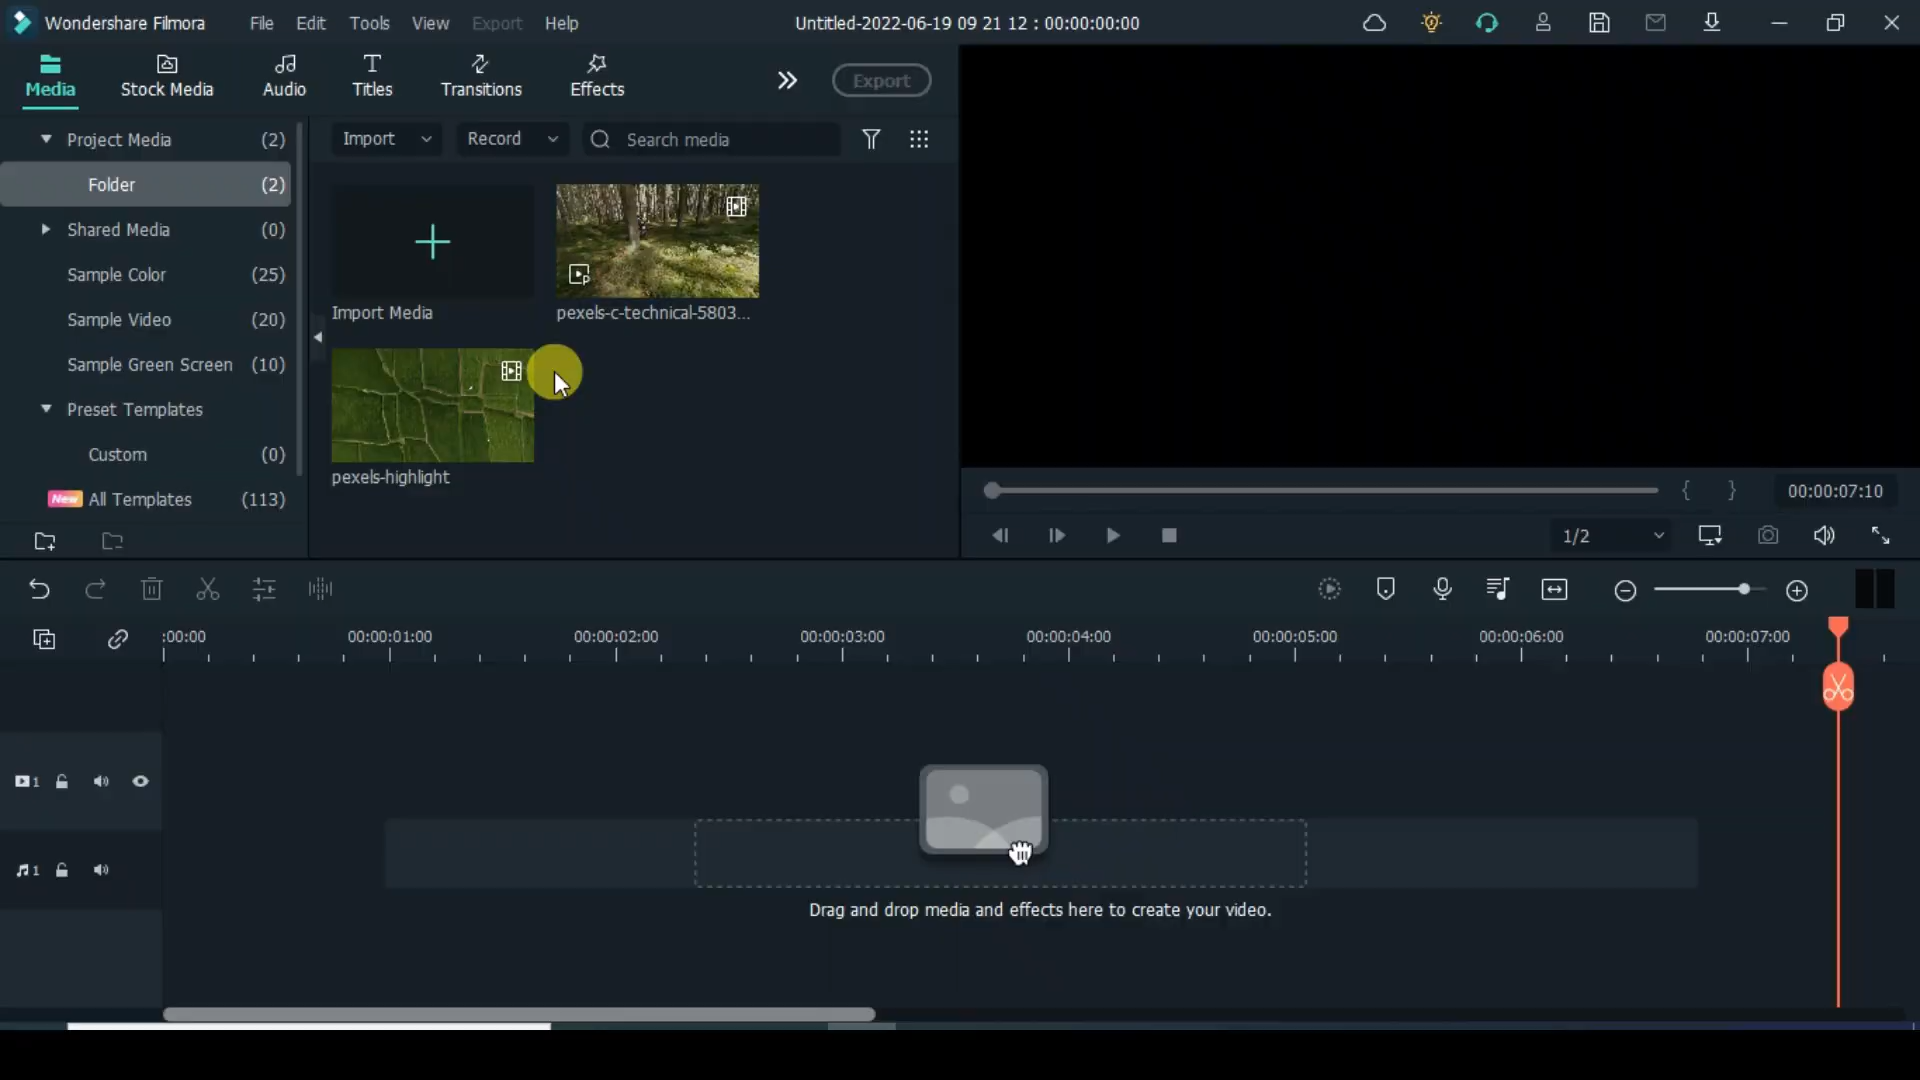 Wondershare Filmora File Edit Tools View Export Help Untitled-2022-06-19 09 21 12 : 00:00:00:00
Media Stock Media Audio Titles Transitions Effects Export
Project Media (2)
Folder (2)
Shared Media (0)
Sample Color (25)
Sample Video (20)
Sample Green Screen (10)
Preset Templates
Custom (0)
New All Templates (113)
Import Record Search media
Import Media
pexels-c-technical-5803...
pexels-highlight
00:00:07:10
1/2
:00:00 00:00:01:00 00:00:02:00 00:00:03:00 00:00:04:00 00:00:05:00 00:00:06:00 00:00:07:00
1
1
Drag and drop media and effects here to create your video.